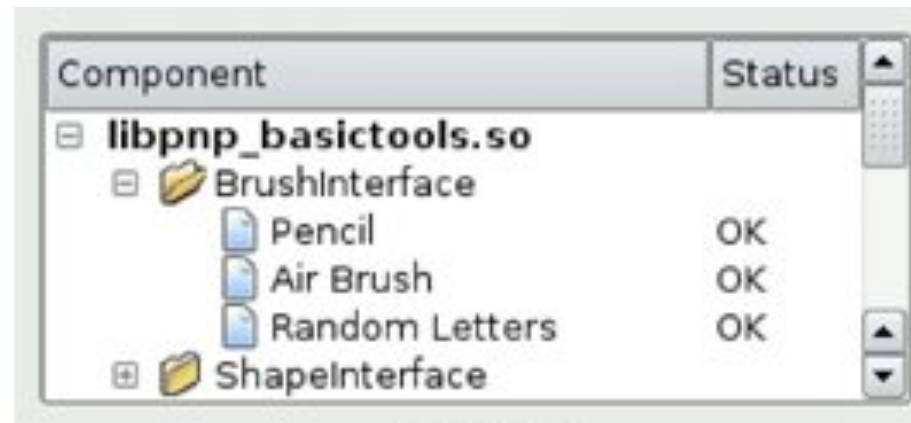 Component Status
libpnp_basictools.so
BrushInterface
Pencil OK
Air Brush OK
Random Letters OK
ShapeInterface